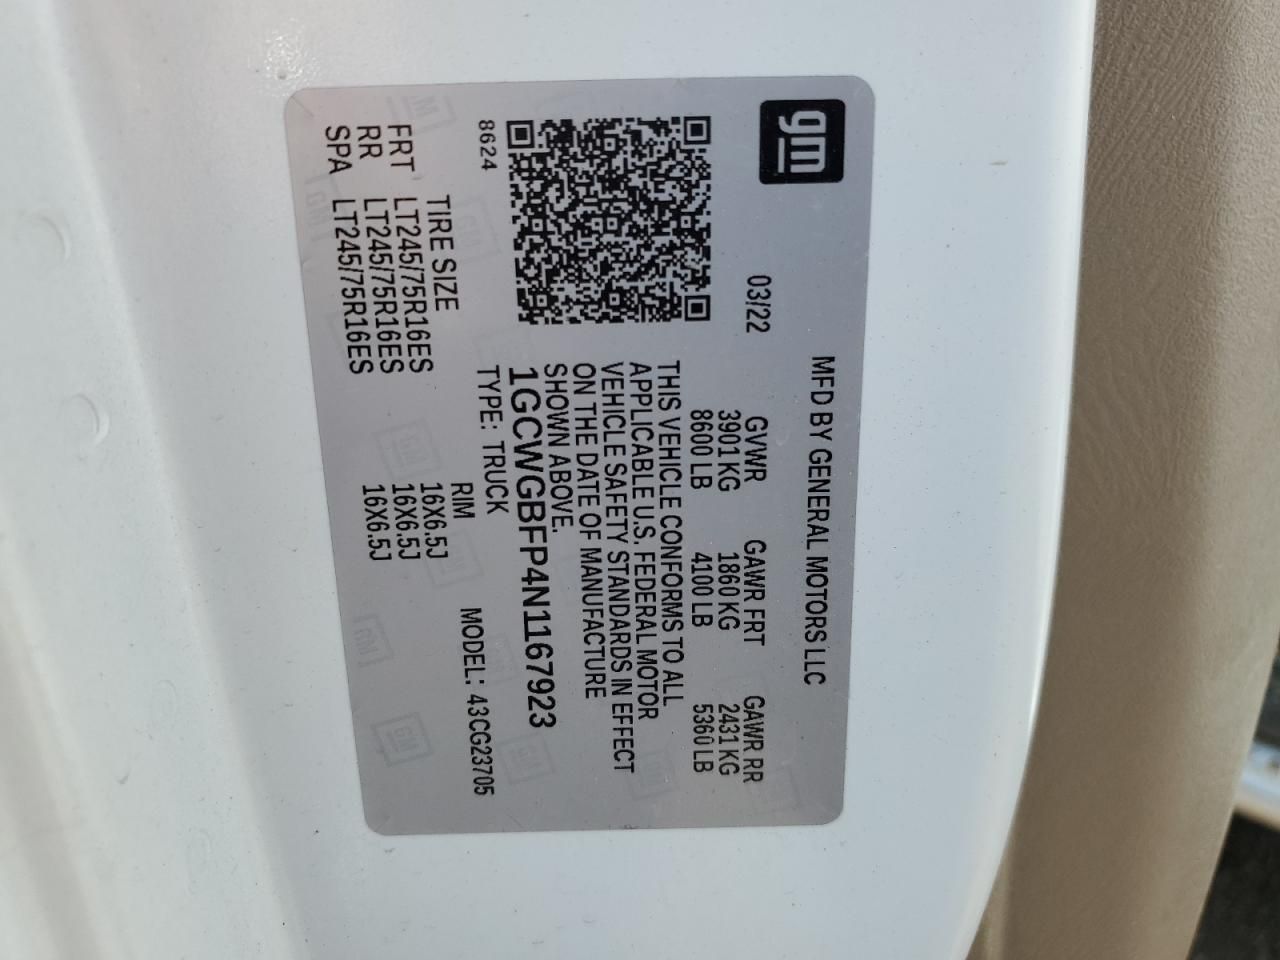 gm
MFD BY GENERAL MOTORS LLC
03/22 GVWR GAWR FRT GAWR RR
3901 KG 1860 KG 2431 KG
8600 LB 4100 LB 5360 LB
THIS VEHICLE CONFORMS TO ALL
APPLICABLE U.S. FEDERAL MOTOR
VEHICLE SAFETY STANDARDS IN EFFECT
ON THE DATE OF MANUFACTURE
SHOWN ABOVE.
1GCWGBFP4N1167923
8624 TYPE: TRUCK MODEL: 43CG23705
TIRE SIZE RIM
FRT LT245/75R16ES 16X6.5J
RR LT245/75R16ES 16X6.5J
SPA LT245/75R16ES 16X6.5J